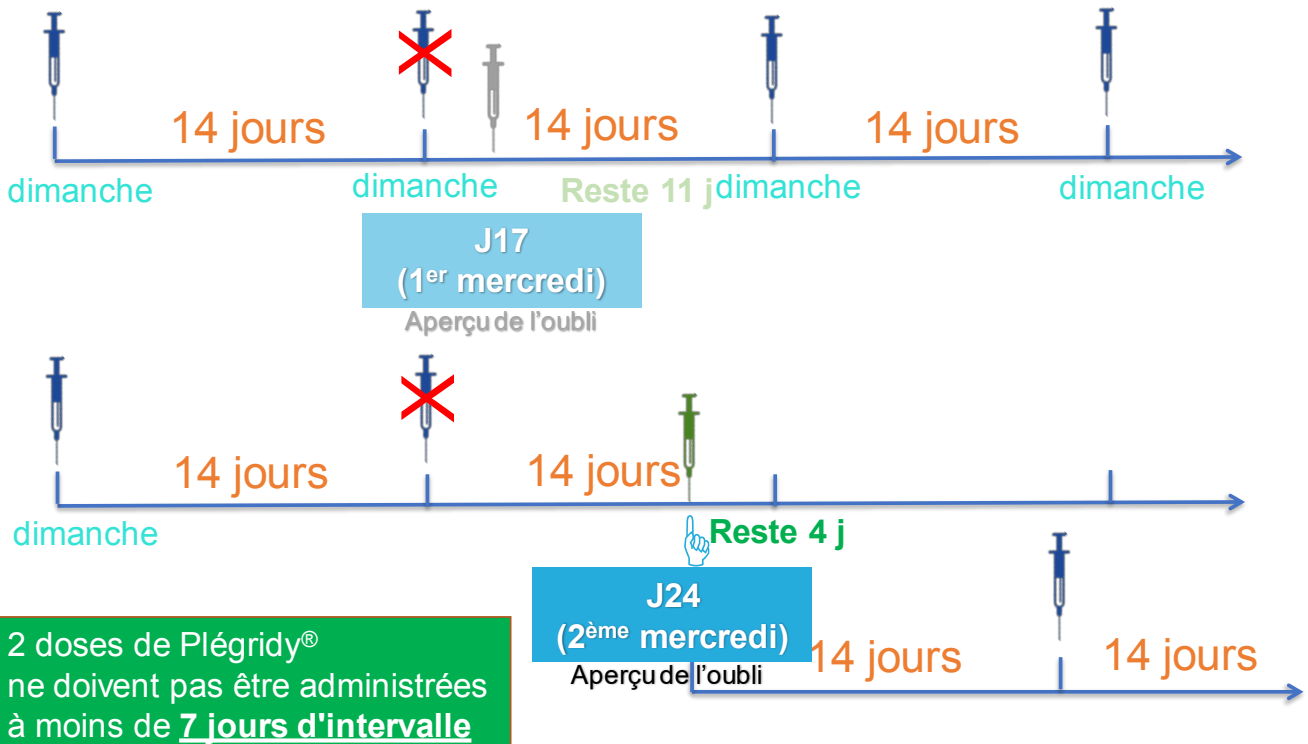 14 jours
14 jours
14 jours
dimanche
dimanche
Reste 11 j
dimanche
dimanche
J17
(1er mercredi)
Aperçu de l'oubli
14 jours
14 jours
dimanche
Reste 4 j
J24
(2ème mercredi)
Aperçu de l'oubli
14 jours
14 jours
2 doses de Plégridy®
ne doivent pas être administrées
à moins de 7 jours d'intervalle